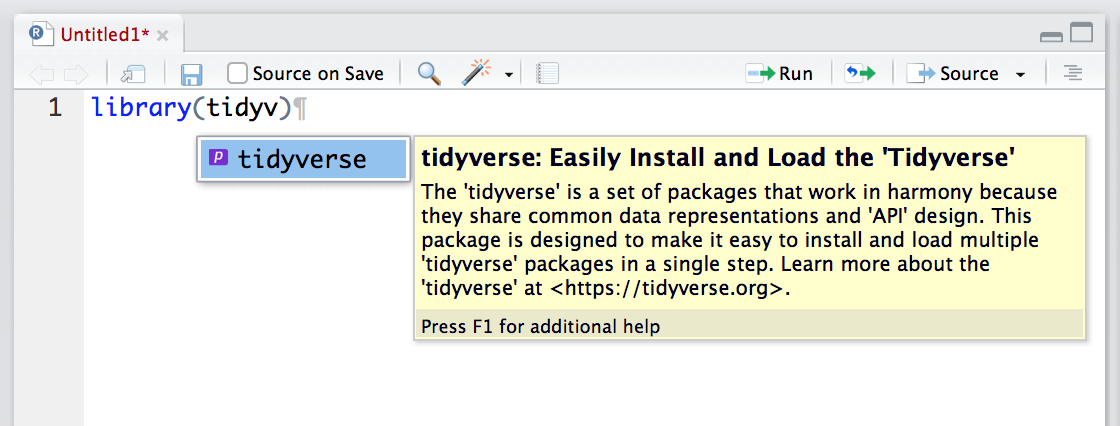 Untitled1*
Source on Save
Run
Source
1 library(tidyv)¶
tidyverse
tidyverse: Easily Install and Load the 'Tidyverse'
The 'tidyverse' is a set of packages that work in harmony because
they share common data representations and 'API' design. This
package is designed to make it easy to install and load multiple
'tidyverse' packages in a single step. Learn more about the
'tidyverse' at <https://tidyverse.org>.
Press F1 for additional help